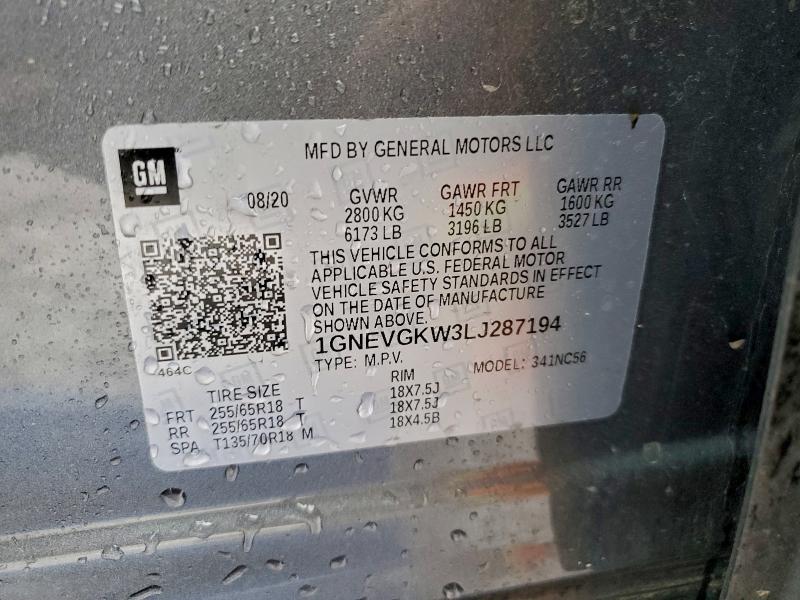 GM
MFD BY GENERAL MOTORS LLC
08/20
GVWR GAWR FRT GAWR RR
2800 KG 1450 KG 1600 KG
6173 LB 3196 LB 3527 LB
THIS VEHICLE CONFORMS TO ALL
APPLICABLE U.S. FEDERAL MOTOR
VEHICLE SAFETY STANDARDS IN EFFECT
ON THE DATE OF MANUFACTURE
SHOWN ABOVE.
1GNEVGKW3LJ287194
464C
TYPE: M.P.V. MODEL: 341NC56
TIRE SIZE RIM
FRT 255/65R18 T 18X7.5J
RR 255/65R18 T 18X7.5J
SPA T135/70R18 M 18X4.5B